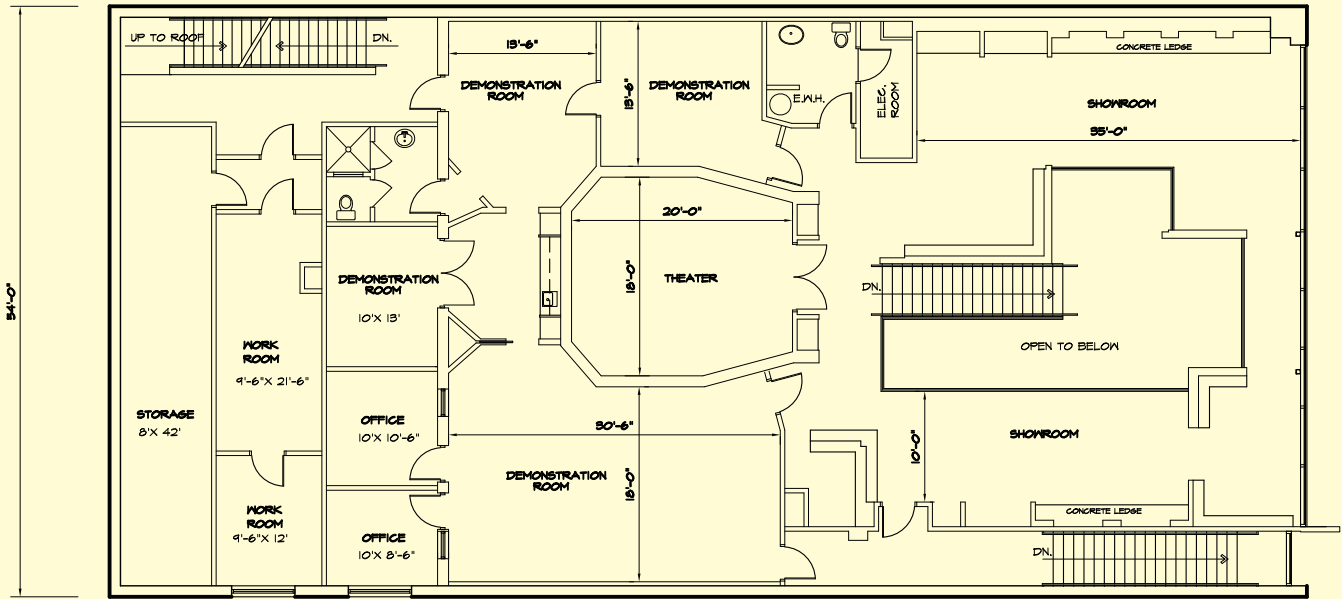 UP TO ROOF
DN.
13'-6"
DEMONSTRATION
ROOM
13'-6"
DEMONSTRATION
ROOM
E.W.H.
ELEC.
ROOM
CONCRETE LEDGE
SHOWROOM
35'-0"
20'-0"
18'-0"
THEATER
DEMONSTRATION
ROOM
10'X 13'
DN.
54'-0"
OPEN TO BELOW
WORK
ROOM
9'-6"X 21'-6"
STORAGE
8'X 42'
OFFICE
10'X 10'-6"
30'-6"
10'-0"
SHOWROOM
DEMONSTRATION
ROOM
18'-0"
WORK
ROOM
9'-6"X 12'
OFFICE
10'X 8'-6"
CONCRETE LEDGE
DN.